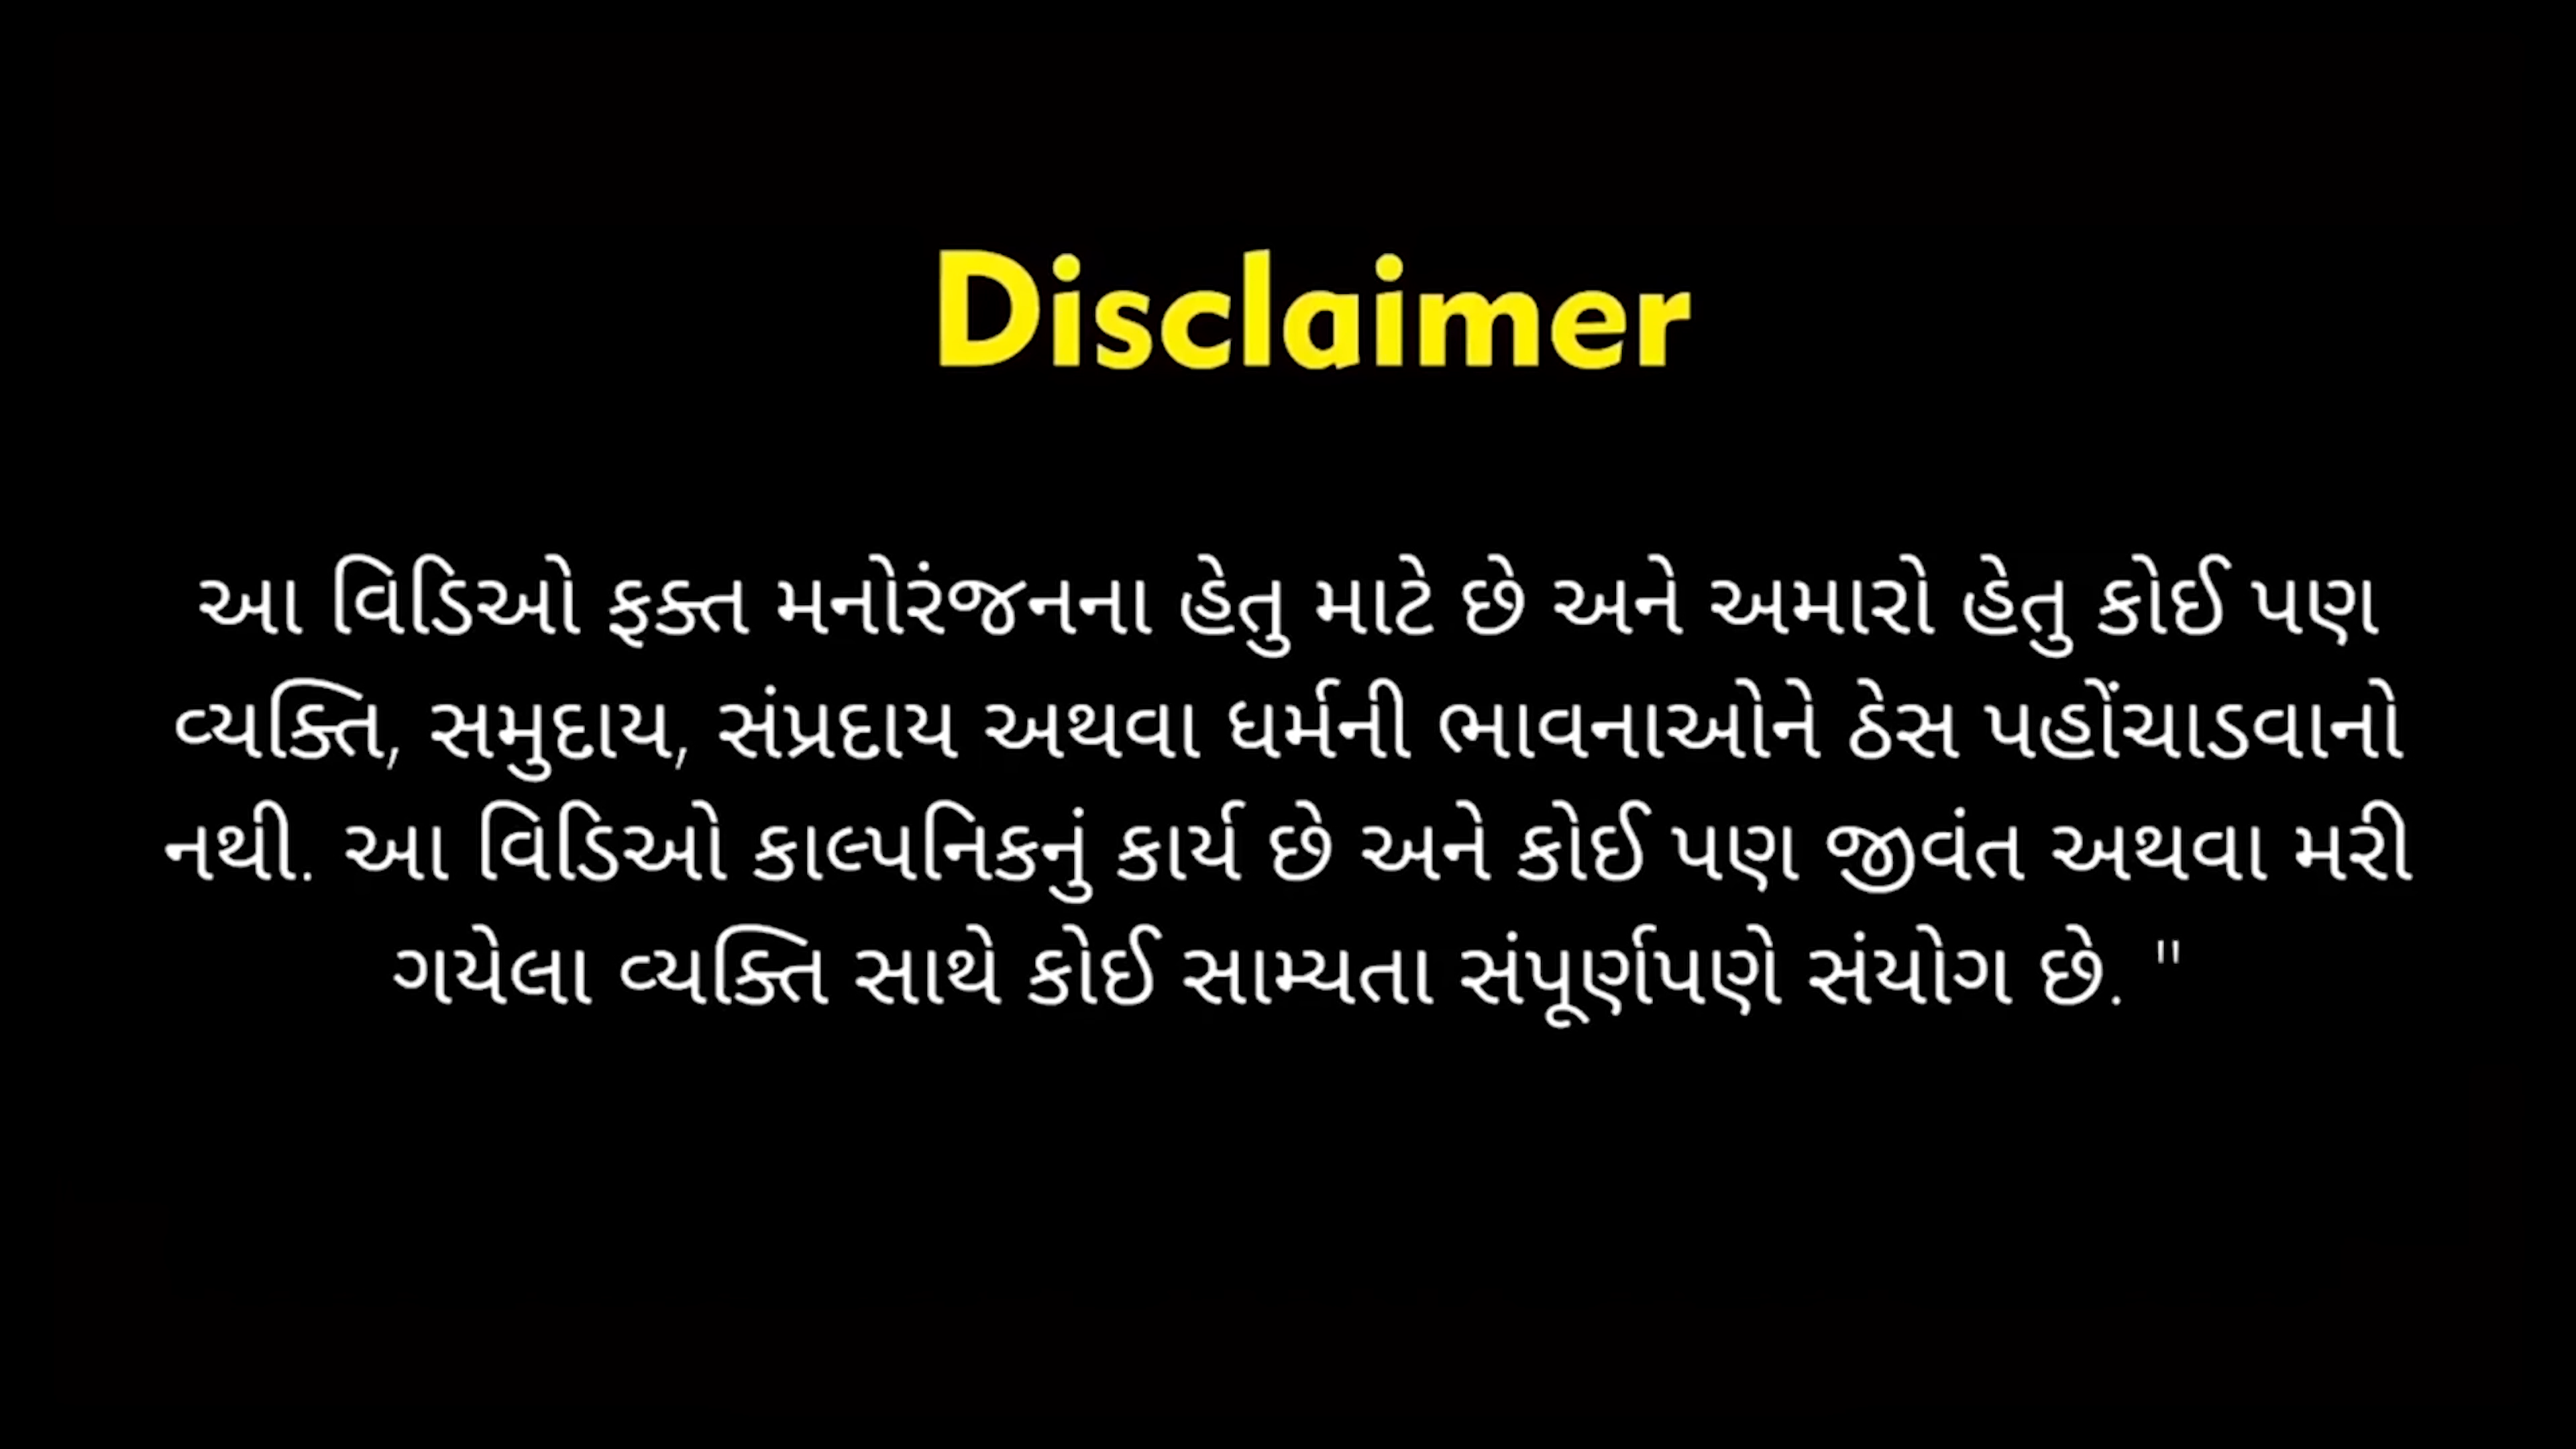 Disclaimer
આ વિડિઓ ફક્ત મનોરંજનના હેતુ માટે છે અને અમારો હેતુ કોઈ પણ
વ્યક્તિ, સમુદાય, સંપ્રદાય અથવા ધર્મની ભાવનાઓને ઠેસ પહોંચાડવાનો
નથી. આ વિડિઓ કાલ્પનિકનું કાર્ય છે અને કોઈ પણ જીવંત અથવા મરી
ગયેલા વ્યક્તિ સાથે કોઈ સામ્યતા સંપૂર્ણપણે સંયોગ છે. "